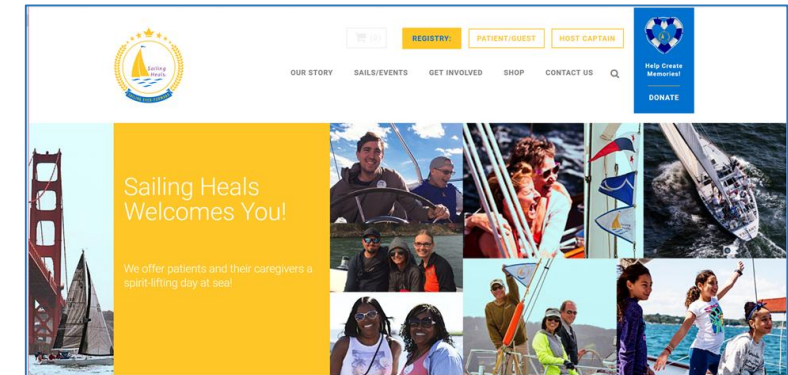 (0)
REGISTRY:
PATIENT/GUEST
HOST CAPTAIN
Sailing
Heals
Help Create
Memories!
DONATE
OUR STORY
SAILS/EVENTS
GET INVOLVED
SHOP
CONTACT US
Sailing Heals
Welcomes You!
We offer patients and their caregivers a
spirit-lifting day at sea!